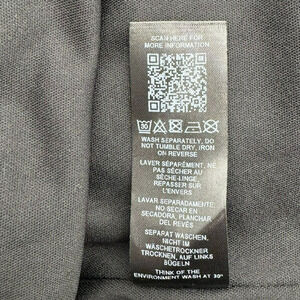 SCAN HERE FOR
MORE INFORMATION
30
WASH SEPARATELY, DO
NOT TUMBLE DRY, IRON
ON REVERSE
LAVER SÉPARÉMENT, NE
PAS SÉCHER AU
SÈCHE-LINGE,
REPASSER SUR
L'ENVERS
LAVAR SEPARADAMENTE,
NO SECAR EN
SECADORA, PLANCHAR
DEL REVÉS
SEPARAT WASCHEN,
NICHT IM
WÄSCHETROCKNER
TROCKNEN, AUF LINKS
BÜGELN
THINK OF THE
ENVIRONMENT WASH AT 30°